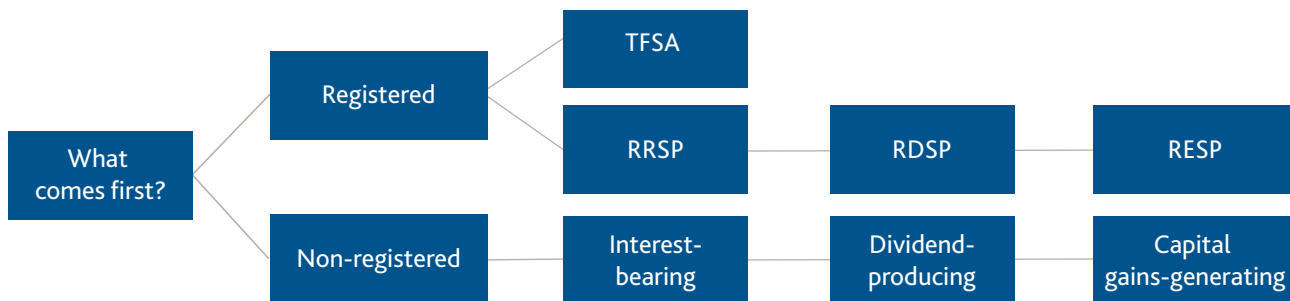 What
comes first?
Registered
TFSA
RRSP
RDSP
RESP
Non-registered
Interest-
bearing
Dividend-
producing
Capital
gains-generating